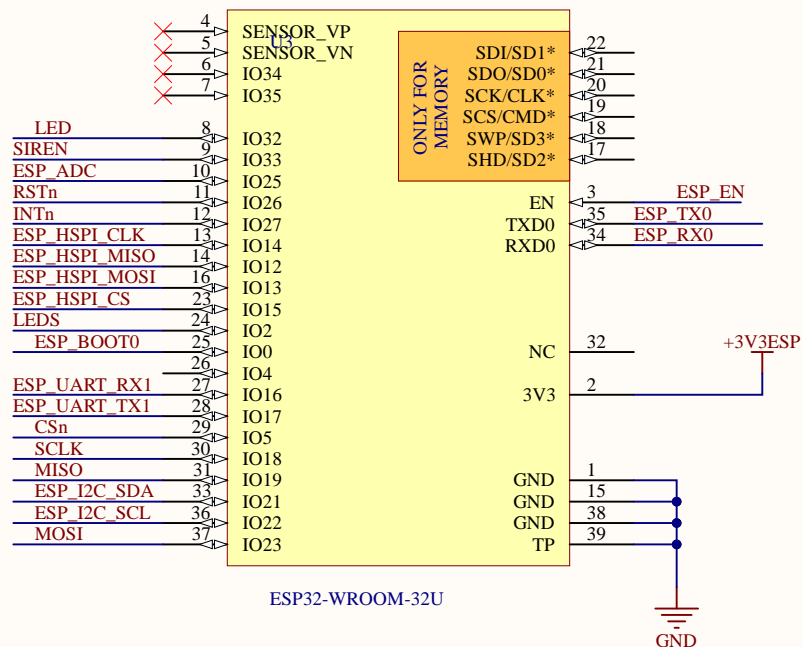 4 SENSOR_VP
U3
5 SENSOR_VN
6 IO34
7 IO35
LED 8 IO32
SIREN 9 IO33
ESP_ADC 10 IO25
RSTn 11 IO26
INTn 12 IO27
ESP_HSPI_CLK 13 IO14
ESP_HSPI_MISO 14 IO12
ESP_HSPI_MOSI 16 IO13
ESP_HSPI_CS 23 IO15
LEDS 24 IO2
ESP_BOOT0 25 IO0
26 IO4
ESP_UART_RX1 27 IO16
ESP_UART_TX1 28 IO17
CSn 29 IO5
SCLK 30 IO18
MISO 31 IO19
ESP_I2C_SDA 33 IO21
ESP_I2C_SCL 36 IO22
MOSI 37 IO23
ONLY FOR
MEMORY
SDI/SD1* 22
SDO/SD0* 21
SCK/CLK* 20
SCS/CMD* 19
SWP/SD3* 18
SHD/SD2* 17
EN 3 ESP_EN
TXD0 35 ESP_TX0
RXD0 34 ESP_RX0
NC 32
+3V3ESP
3V3 2
GND 1
GND 15
GND 38
TP 39
GND
ESP32-WROOM-32U